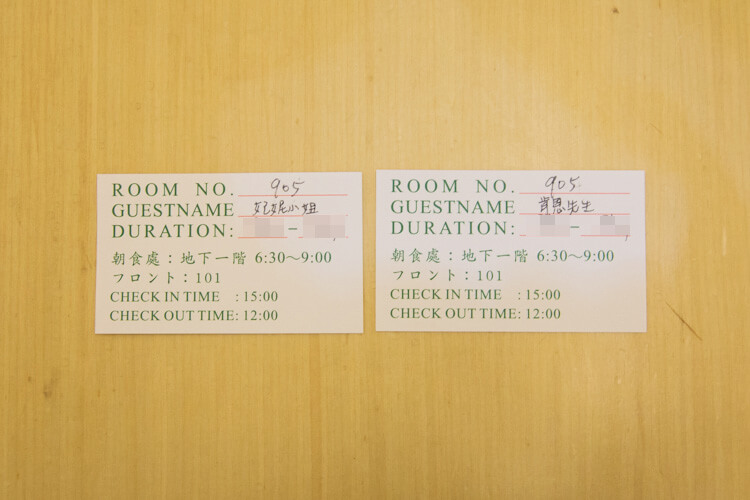 ROOM NO. 905
GUESTNAME 妃妮小姐
DURATION: -
朝食處：地下一階 6:30～9:00
フロント：101
CHECK IN TIME : 15:00
CHECK OUT TIME: 12:00
ROOM NO. 905
GUESTNAME 肯恩先生
DURATION: -
朝食處：地下一階 6:30～9:00
フロント：101
CHECK IN TIME : 15:00
CHECK OUT TIME: 12:00